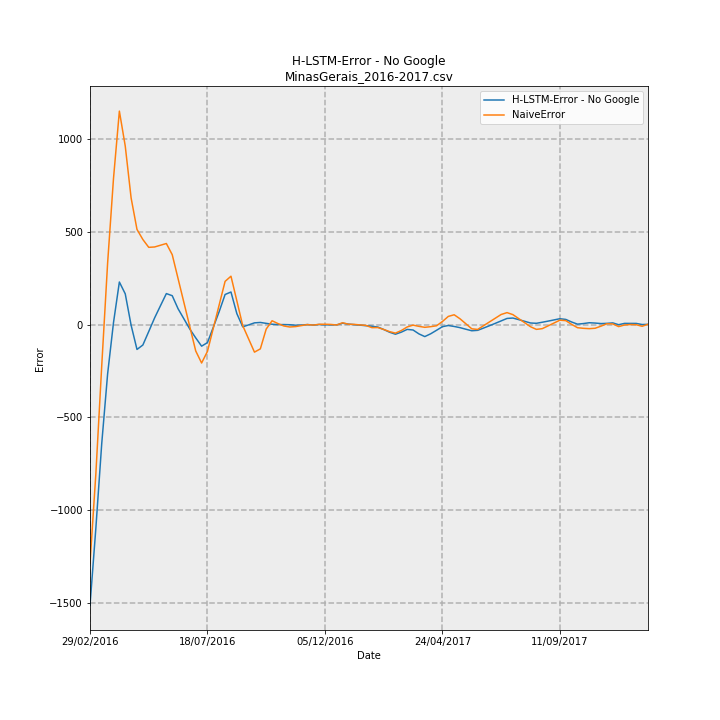 H-LSTM-Error - No Google
MinasGerais_2016-2017.csv
H-LSTM-Error - No Google
NaiveError
1000
500
0
−500
−1000
−1500
Error
29/02/2016
18/07/2016
05/12/2016
24/04/2017
11/09/2017
Date